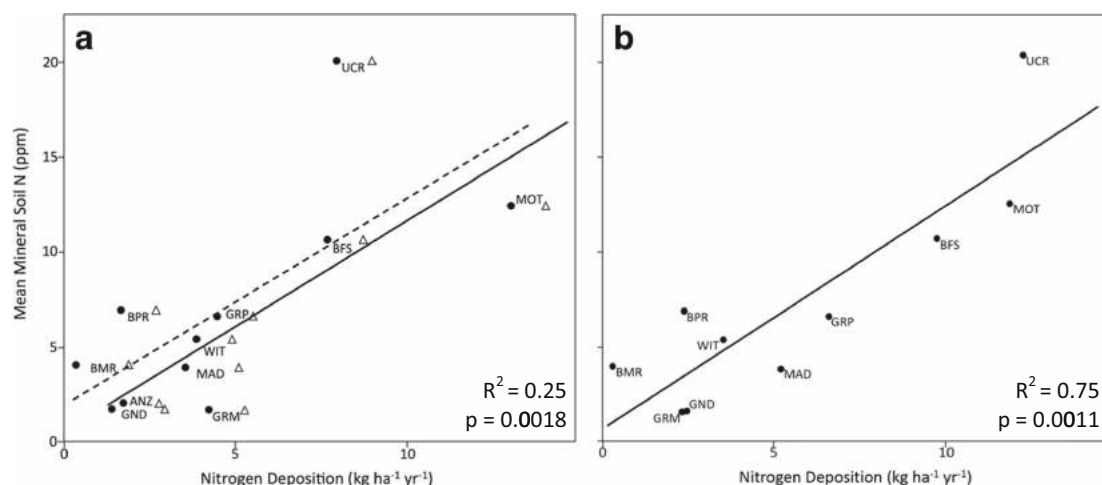 a
b
UCR
MOT
BFS
BPR
GRP
WIT
BMR
MAD
ANZ
GND
GRM
R² = 0.25
p = 0.0018
20
15
10
5
0
Mean Mineral Soil N (ppm)
0
5
10
Nitrogen Deposition (kg ha⁻¹ yr⁻¹)
UCR
MOT
BFS
BPR
GRP
WIT
BMR
MAD
GND
GRM
R² = 0.75
p = 0.0011
0
5
10
Nitrogen Deposition (kg ha⁻¹ yr⁻¹)